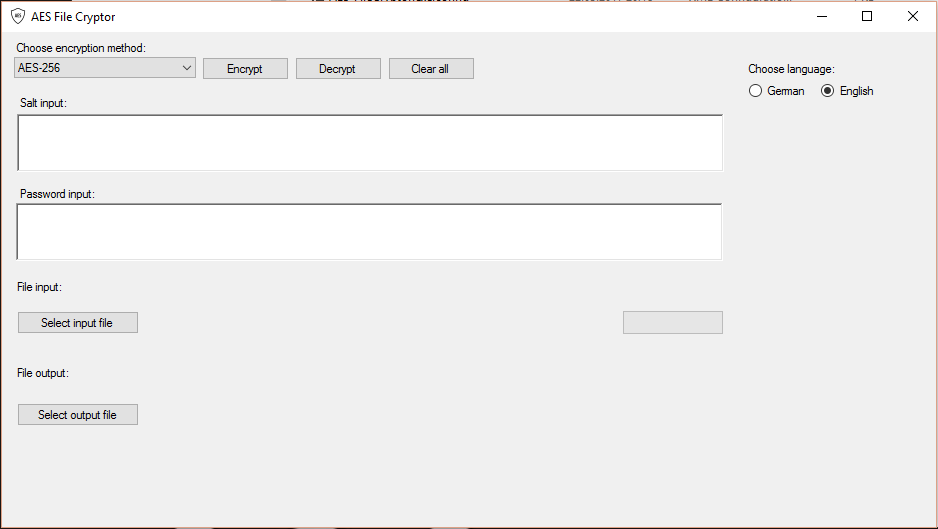 AES File Cryptor
Choose encryption method:
AES-256
Encrypt
Decrypt
Clear all
Choose language:
German
English
Salt input:
Password input:
File input:
Select input file
File output:
Select output file